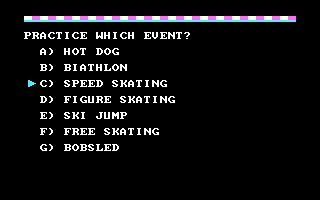 PRACTICE WHICH EVENT?
A) HOT DOG
B) BIATHLON
C) SPEED SKATING
D) FIGURE SKATING
E) SKI JUMP
F) FREE SKATING
G) BOBSLED